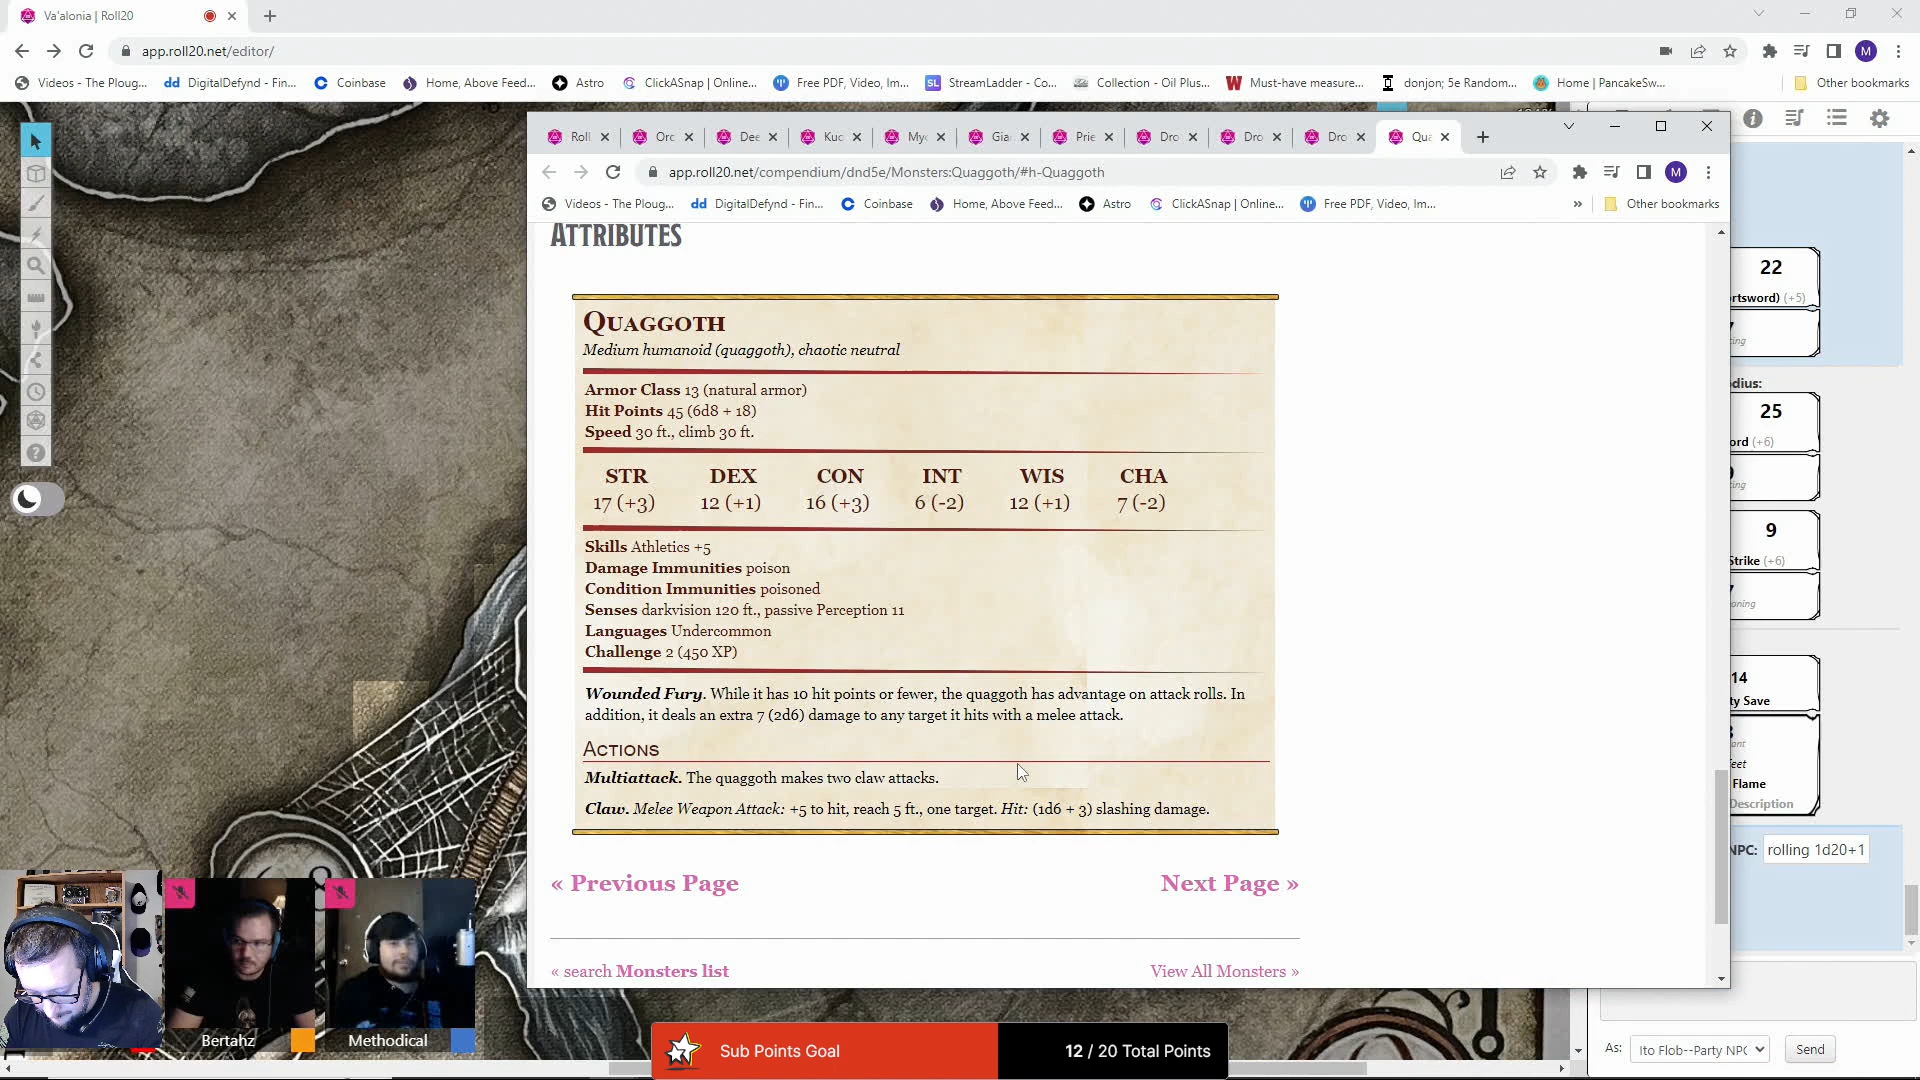 Va'alonia | Roll20
app.roll20.net/editor/
M
Videos - The Ploug...
DigitalDefynd - Fin...
Coinbase
Home, Above Feed...
Astro
ClickASnap | Online...
Free PDF, Video, Im...
StreamLadder - Co...
Collection - Oil Plus...
Must-have measure...
donjon; 5e Random...
Home | PancakeSw...
Other bookmarks
Roll
Orc
Dee
Kuo
Myc
Gia
Prie
Dro
Dro
Dro
Qua
app.roll20.net/compendium/dnd5e/Monsters:Quaggoth/#h-Quaggoth
M
Videos - The Ploug...
DigitalDefynd - Fin...
Coinbase
Home, Above Feed...
Astro
ClickASnap | Online...
Free PDF, Video, Im...
»
Other bookmarks
ATTRIBUTES
QUAGGOTH
Medium humanoid (quaggoth), chaotic neutral
Armor Class 13 (natural armor)
Hit Points 45 (6d8 + 18)
Speed 30 ft., climb 30 ft.
STR DEX CON INT WIS CHA
17 (+3) 12 (+1) 16 (+3) 6 (-2) 12 (+1) 7 (-2)
Skills Athletics +5
Damage Immunities poison
Condition Immunities poisoned
Senses darkvision 120 ft., passive Perception 11
Languages Undercommon
Challenge 2 (450 XP)
Wounded Fury. While it has 10 hit points or fewer, the quaggoth has advantage on attack rolls. In
addition, it deals an extra 7 (2d6) damage to any target it hits with a melee attack.
ACTIONS
Multiattack. The quaggoth makes two claw attacks.
Claw. Melee Weapon Attack: +5 to hit, reach 5 ft., one target. Hit: (1d6 + 3) slashing damage.
« Previous Page
Next Page »
« search Monsters list
View All Monsters »
22
rtsword) (+5)
ing
odius:
25
ord (+6)
ing
9
Strike (+6)
oning
14
ty Save
ant
feet
Flame
Description
NPC: rolling 1d20+1
As: Ito Flob--Party NPC
Send
Bertahz
Methodical
Sub Points Goal
12 / 20 Total Points